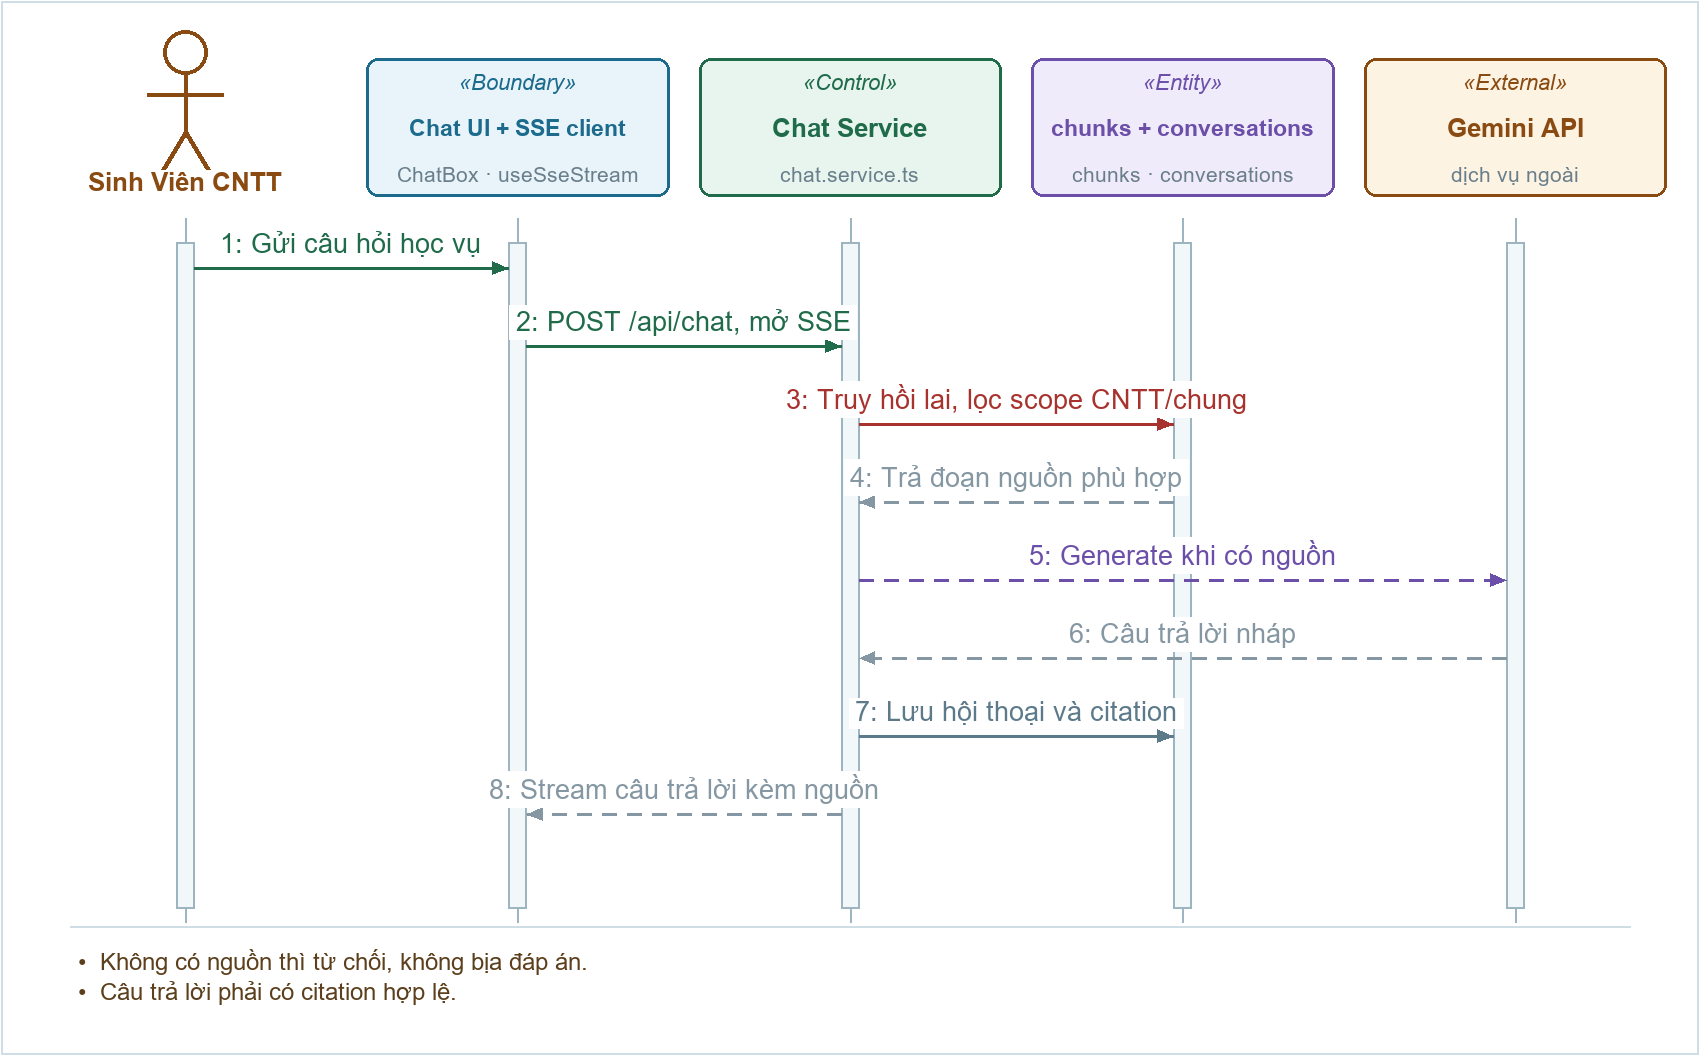 «Boundary»
«Control»
«Entity»
«External»
Chat UI + SSE client
Chat Service
chunks + conversations
Gemini API
ChatBox · useSseStream
chat.service.ts
chunks · conversations
dịch vụ ngoài
Sinh Viên CNTT
1: Gửi câu hỏi học vụ
2: POST /api/chat, mở SSE
3: Truy hồi lai, lọc scope CNTT/chung
4: Trả đoạn nguồn phù hợp
5: Generate khi có nguồn
6: Câu trả lời nháp
7: Lưu hội thoại và citation
8: Stream câu trả lời kèm nguồn
• Không có nguồn thì từ chối, không bịa đáp án.
• Câu trả lời phải có citation hợp lệ.